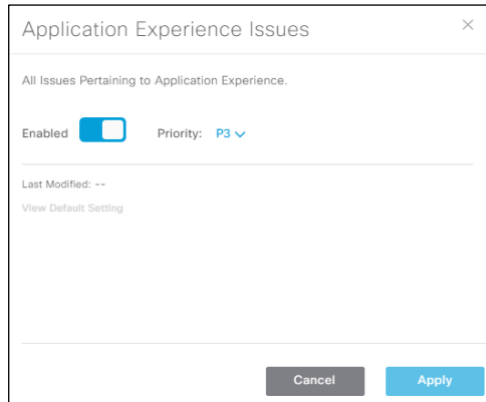 Application Experience Issues
All Issues Pertaining to Application Experience.
Enabled Priority: P3
Last Modified: --
View Default Setting
Cancel Apply